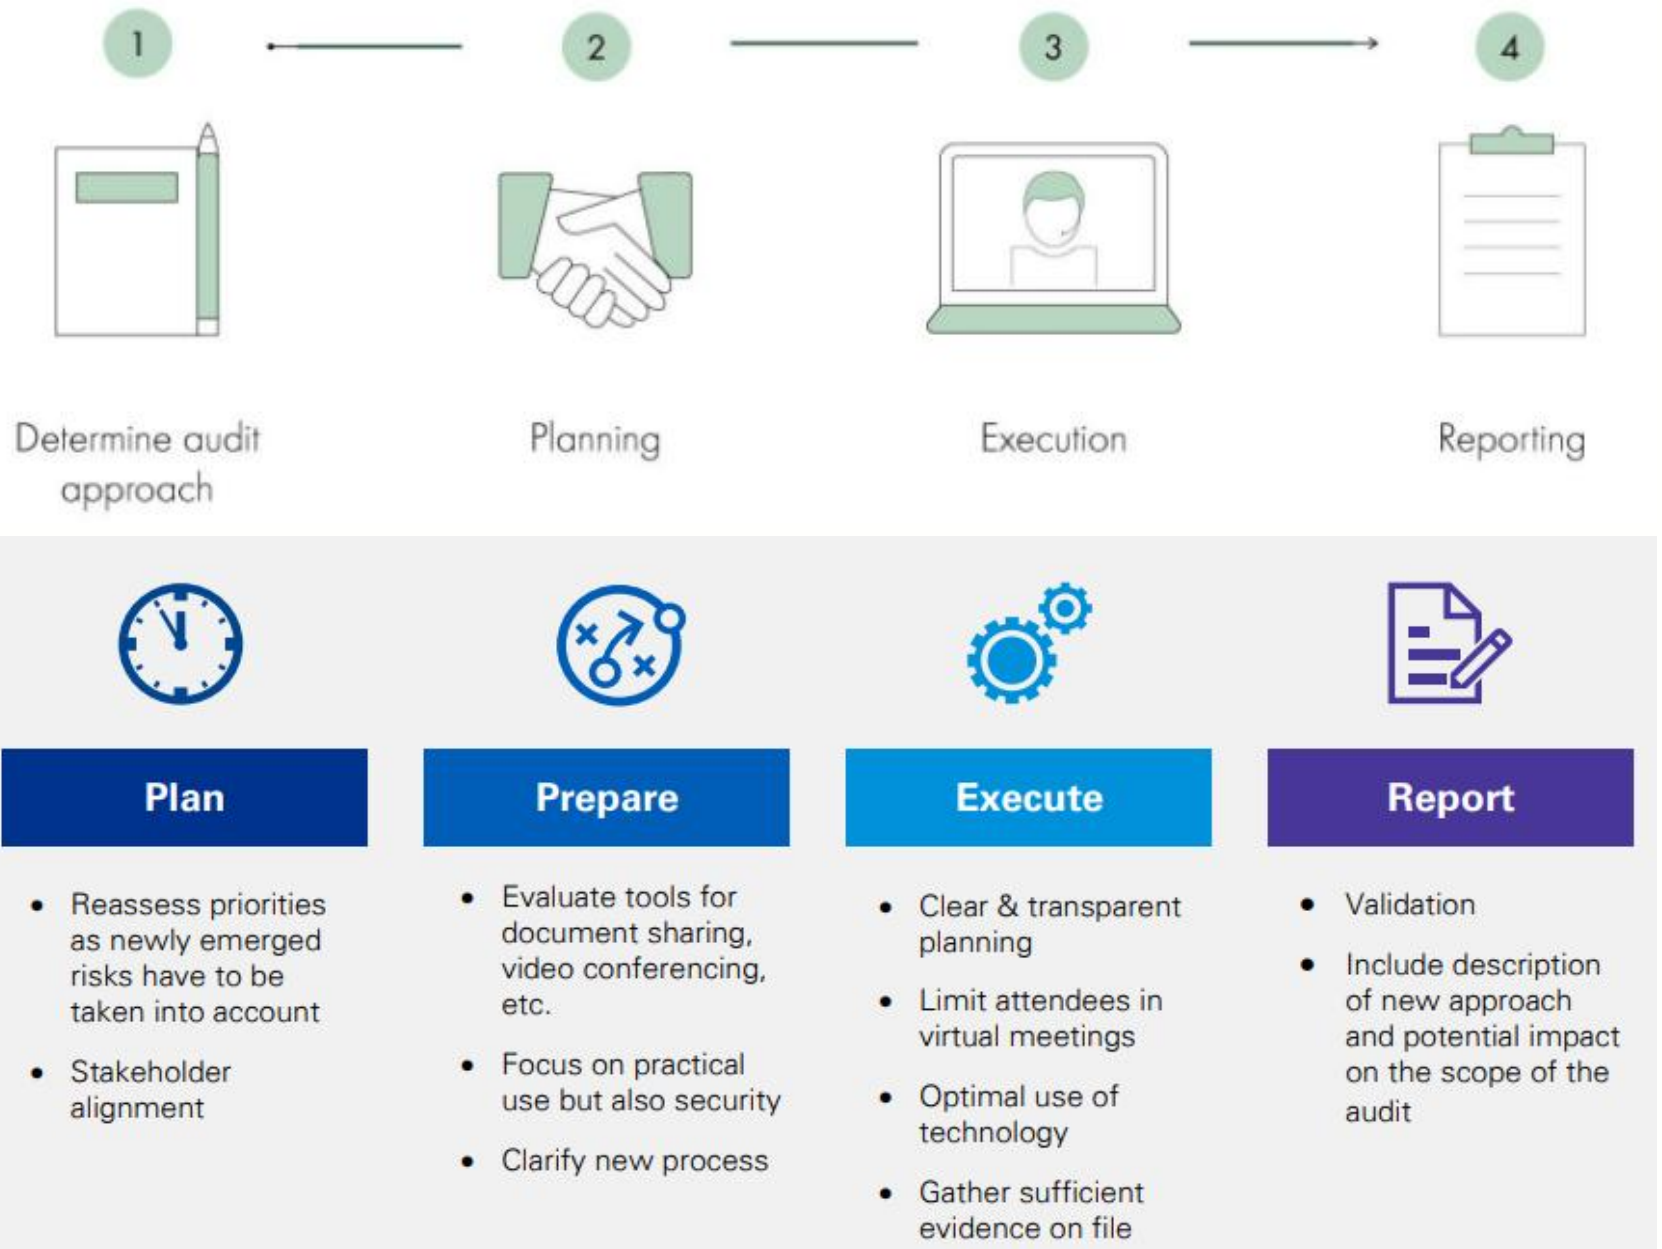 1
2
3
4
Determine audit
approach
Planning
Execution
Reporting
Plan
Prepare
Execute
Report
• Reassess priorities
as newly emerged
risks have to be
taken into account
• Stakeholder
alignment
• Evaluate tools for
document sharing,
video conferencing,
etc.
• Focus on practical
use but also security
• Clarify new process
• Clear & transparent
planning
• Limit attendees in
virtual meetings
• Optimal use of
technology
• Gather sufficient
evidence on file
• Validation
• Include description
of new approach
and potential impact
on the scope of the
audit